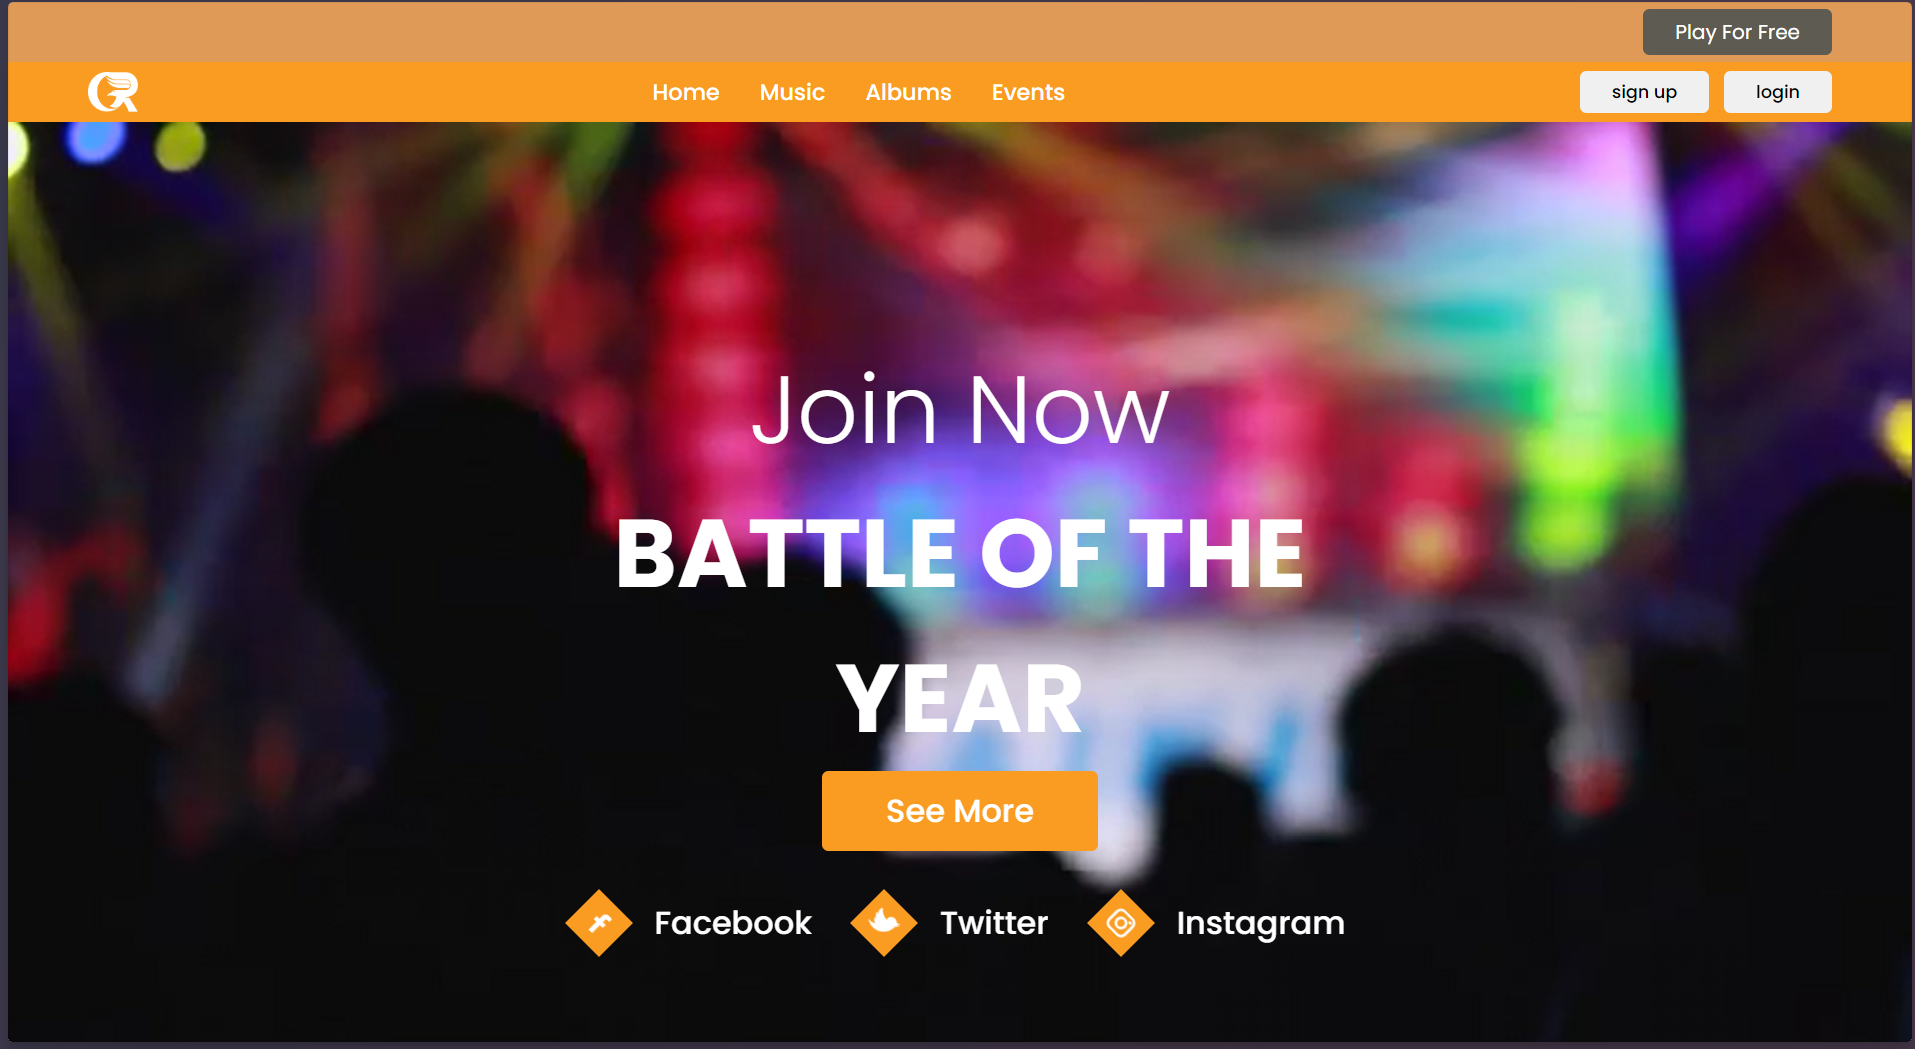 Play For Free
Home Music Albums Events sign up login
Join Now
BATTLE OF THE
YEAR
See More
Facebook Twitter Instagram